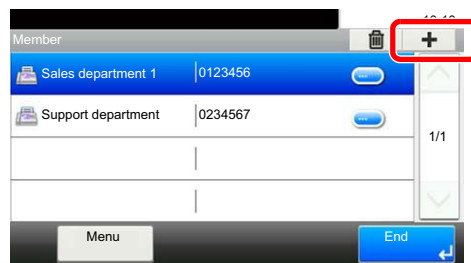 Member
Sales department 1 0123456
Support department 0234567
1/1
Menu End